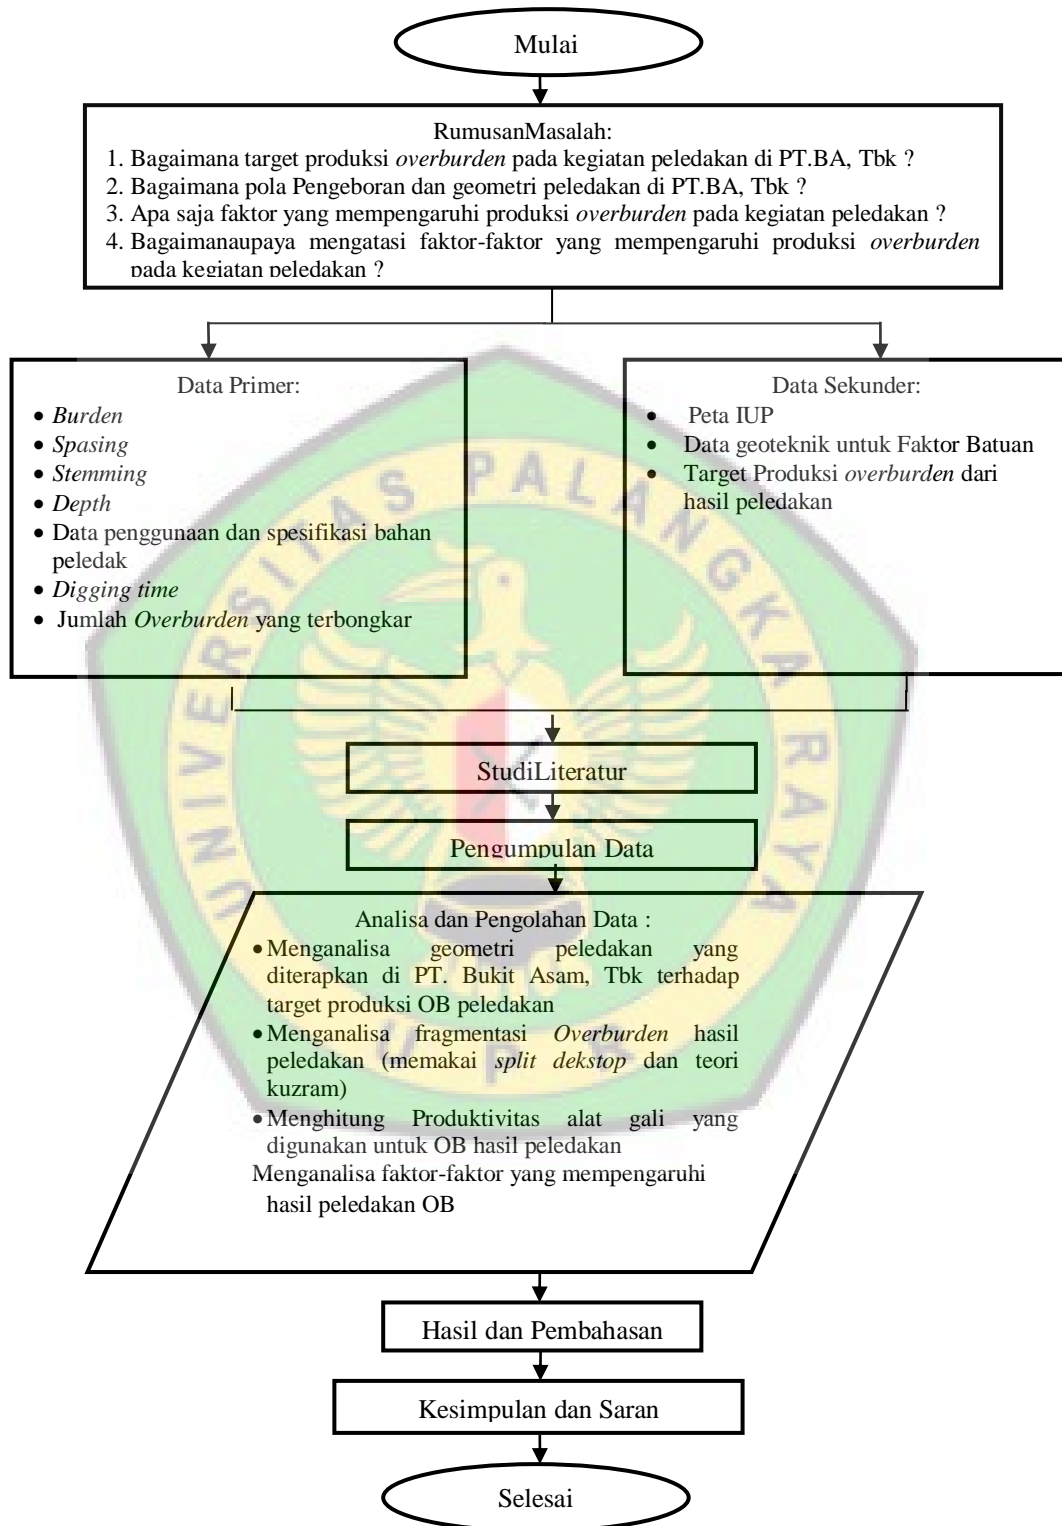 Mulai
RumusanMasalah:
1. Bagaimana target produksi overburden pada kegiatan peledakan di PT.BA, Tbk ?
2. Bagaimana pola Pengeboran dan geometri peledakan di PT.BA, Tbk ?
3. Apa saja faktor yang mempengaruhi produksi overburden pada kegiatan peledakan ?
4. Bagaimanaupaya mengatasi faktor-faktor yang mempengaruhi produksi overburden
pada kegiatan peledakan ?
Data Primer:
• Burden
• Spasing
• Stemming
• Depth
• Data penggunaan dan spesifikasi bahan
peledak
• Digging time
• Jumlah Overburden yang terbongkar
Data Sekunder:
• Peta IUP
• Data geoteknik untuk Faktor Batuan
• Target Produksi overburden dari
hasil peledakan
StudiLiteratur
Pengumpulan Data
Analisa dan Pengolahan Data :
• Menganalisa geometri peledakan yang
diterapkan di PT. Bukit Asam, Tbk terhadap
target produksi OB peledakan
• Menganalisa fragmentasi Overburden hasil
peledakan (memakai split dekstop dan teori
kuzram)
• Menghitung Produktivitas alat gali yang
digunakan untuk OB hasil peledakan
Menganalisa faktor-faktor yang mempengaruhi
hasil peledakan OB
Hasil dan Pembahasan
Kesimpulan dan Saran
Selesai
UNIVERSITAS PALANGKA RAYA
U P R